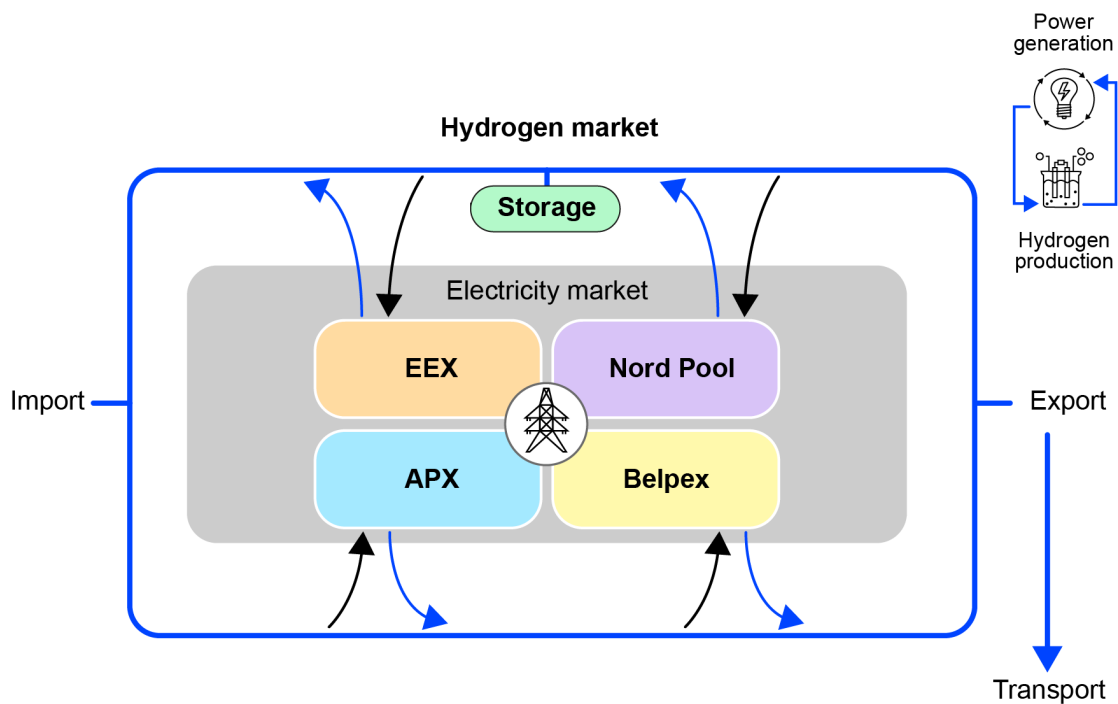 Power
generation
Hydrogen market
Storage
Hydrogen
production
Electricity market
EEX
Nord Pool
Import
Export
APX
Belpex
Transport